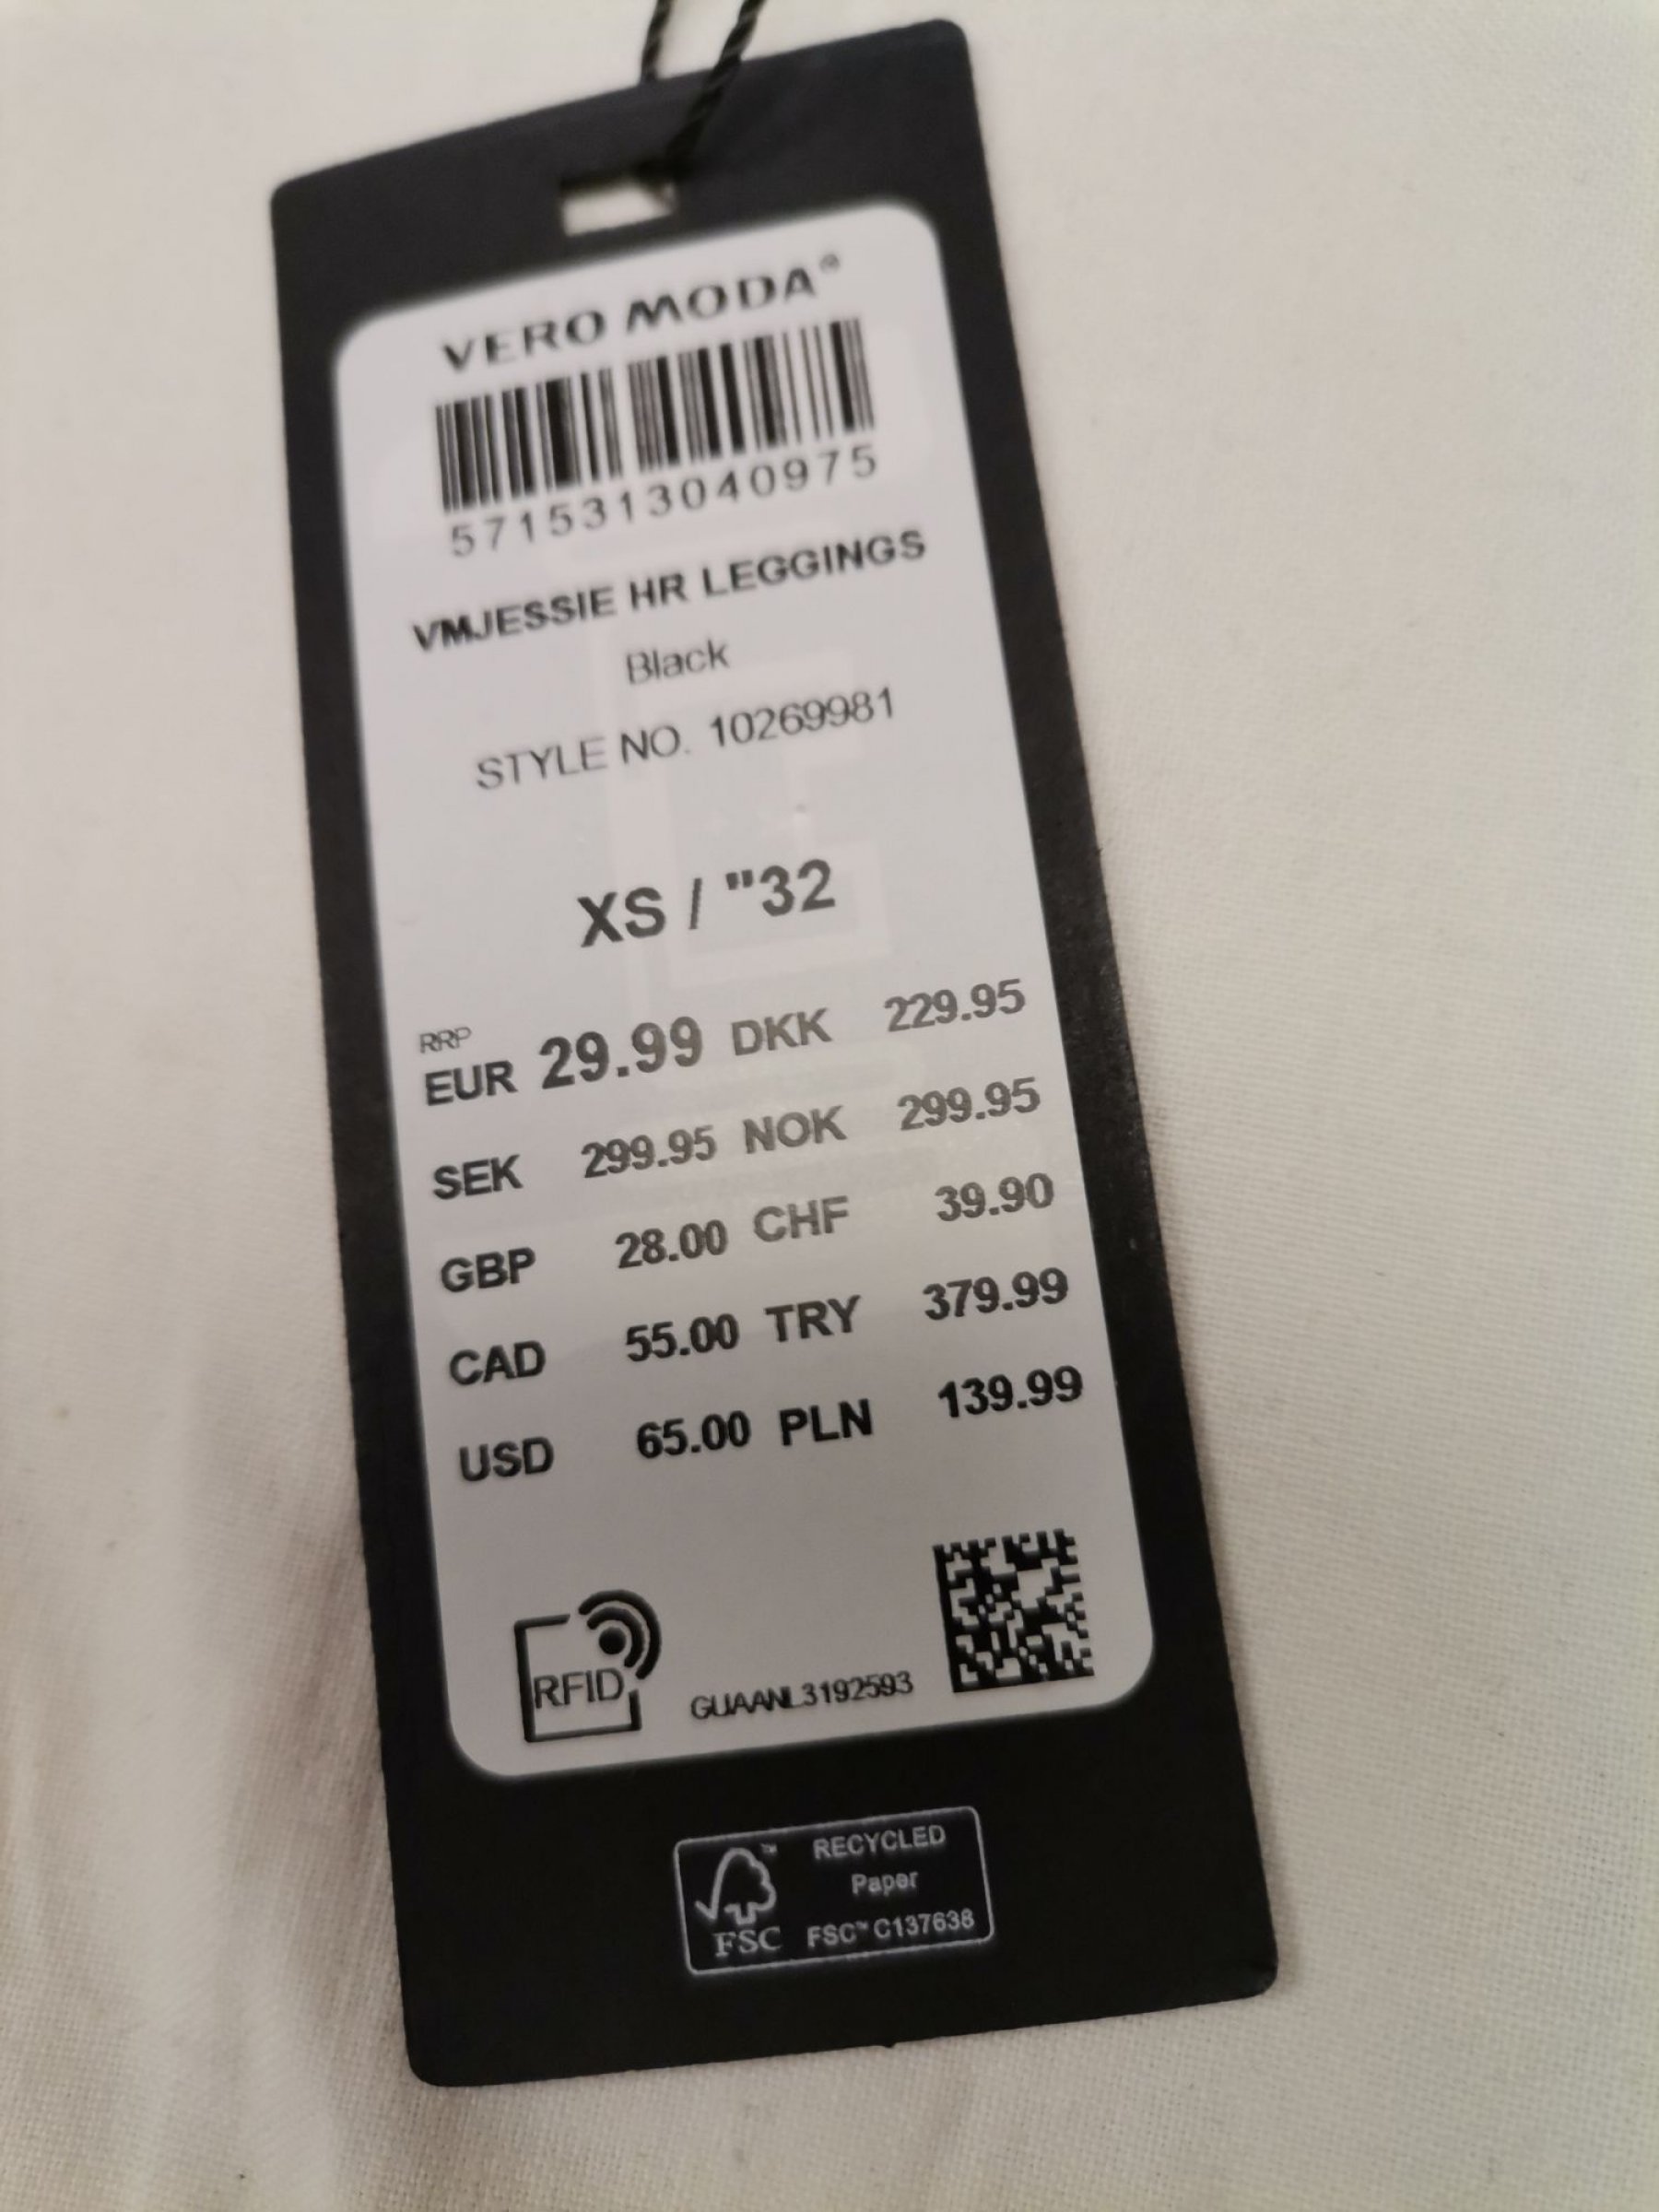 VERO MODA®
5715313040975
VMJESSIE HR LEGGINGS
Black
STYLE NO. 10269981
XS / "32
RRP
EUR 29.99 DKK 229.95
SEK 299.95 NOK 299.95
GBP 28.00 CHF 39.90
CAD 55.00 TRY 379.99
USD 65.00 PLN 139.99
RFID
GUAANL3192593
FSC™
RECYCLED
Paper
FSC™ C137638